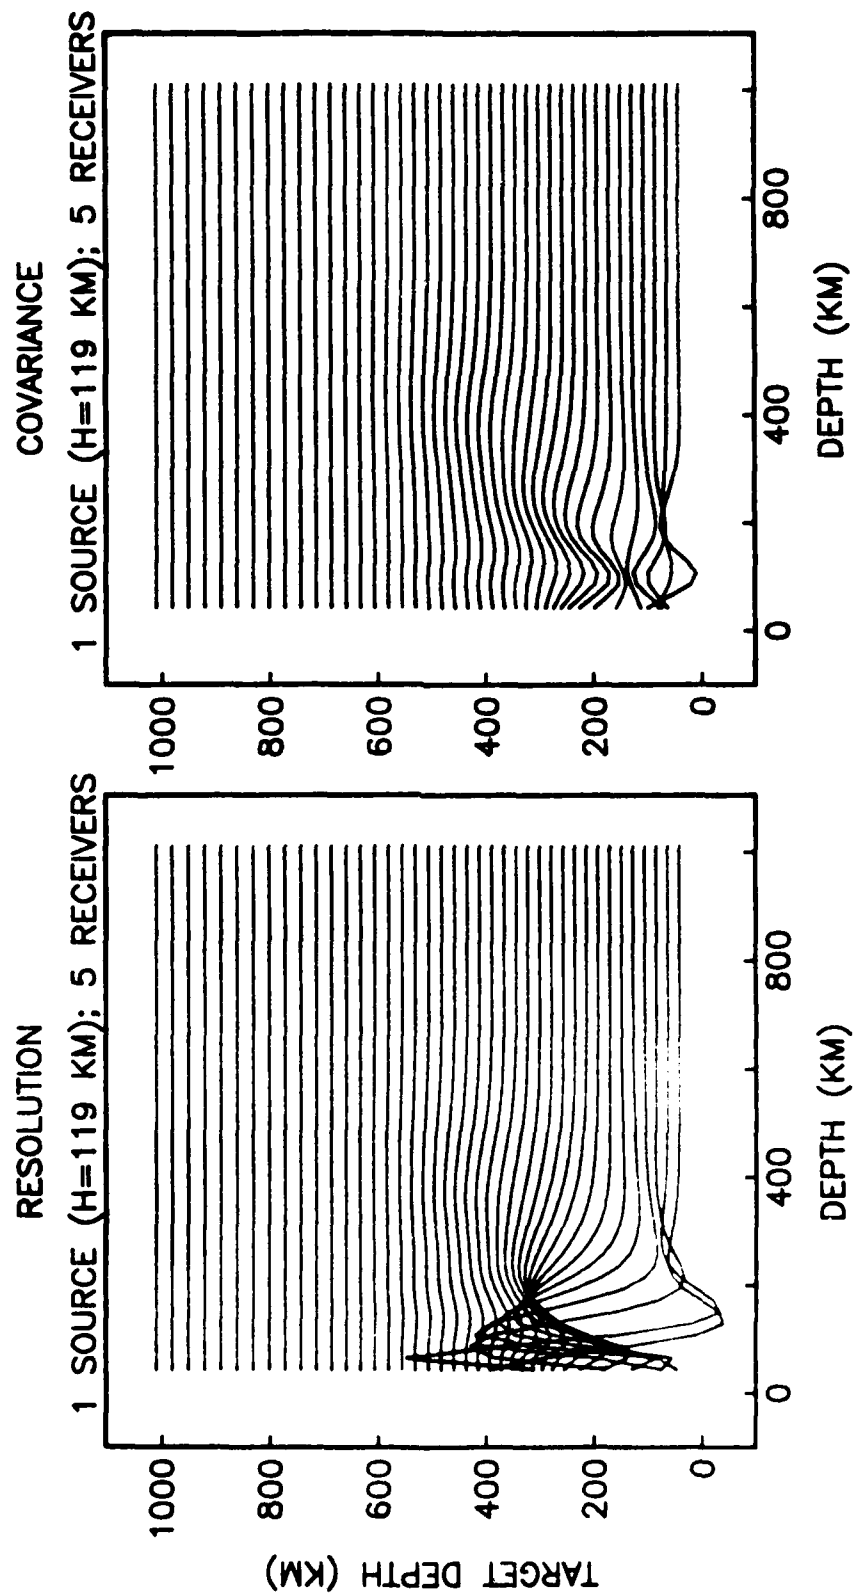 RESOLUTION
1 SOURCE (H=119 KM); 5 RECEIVERS
TARGET DEPTH (KM)
1000
800
600
400
200
0
0
400
800
DEPTH (KM)
COVARIANCE
1 SOURCE (H=119 KM); 5 RECEIVERS
1000
800
600
400
200
0
0
400
800
DEPTH (KM)